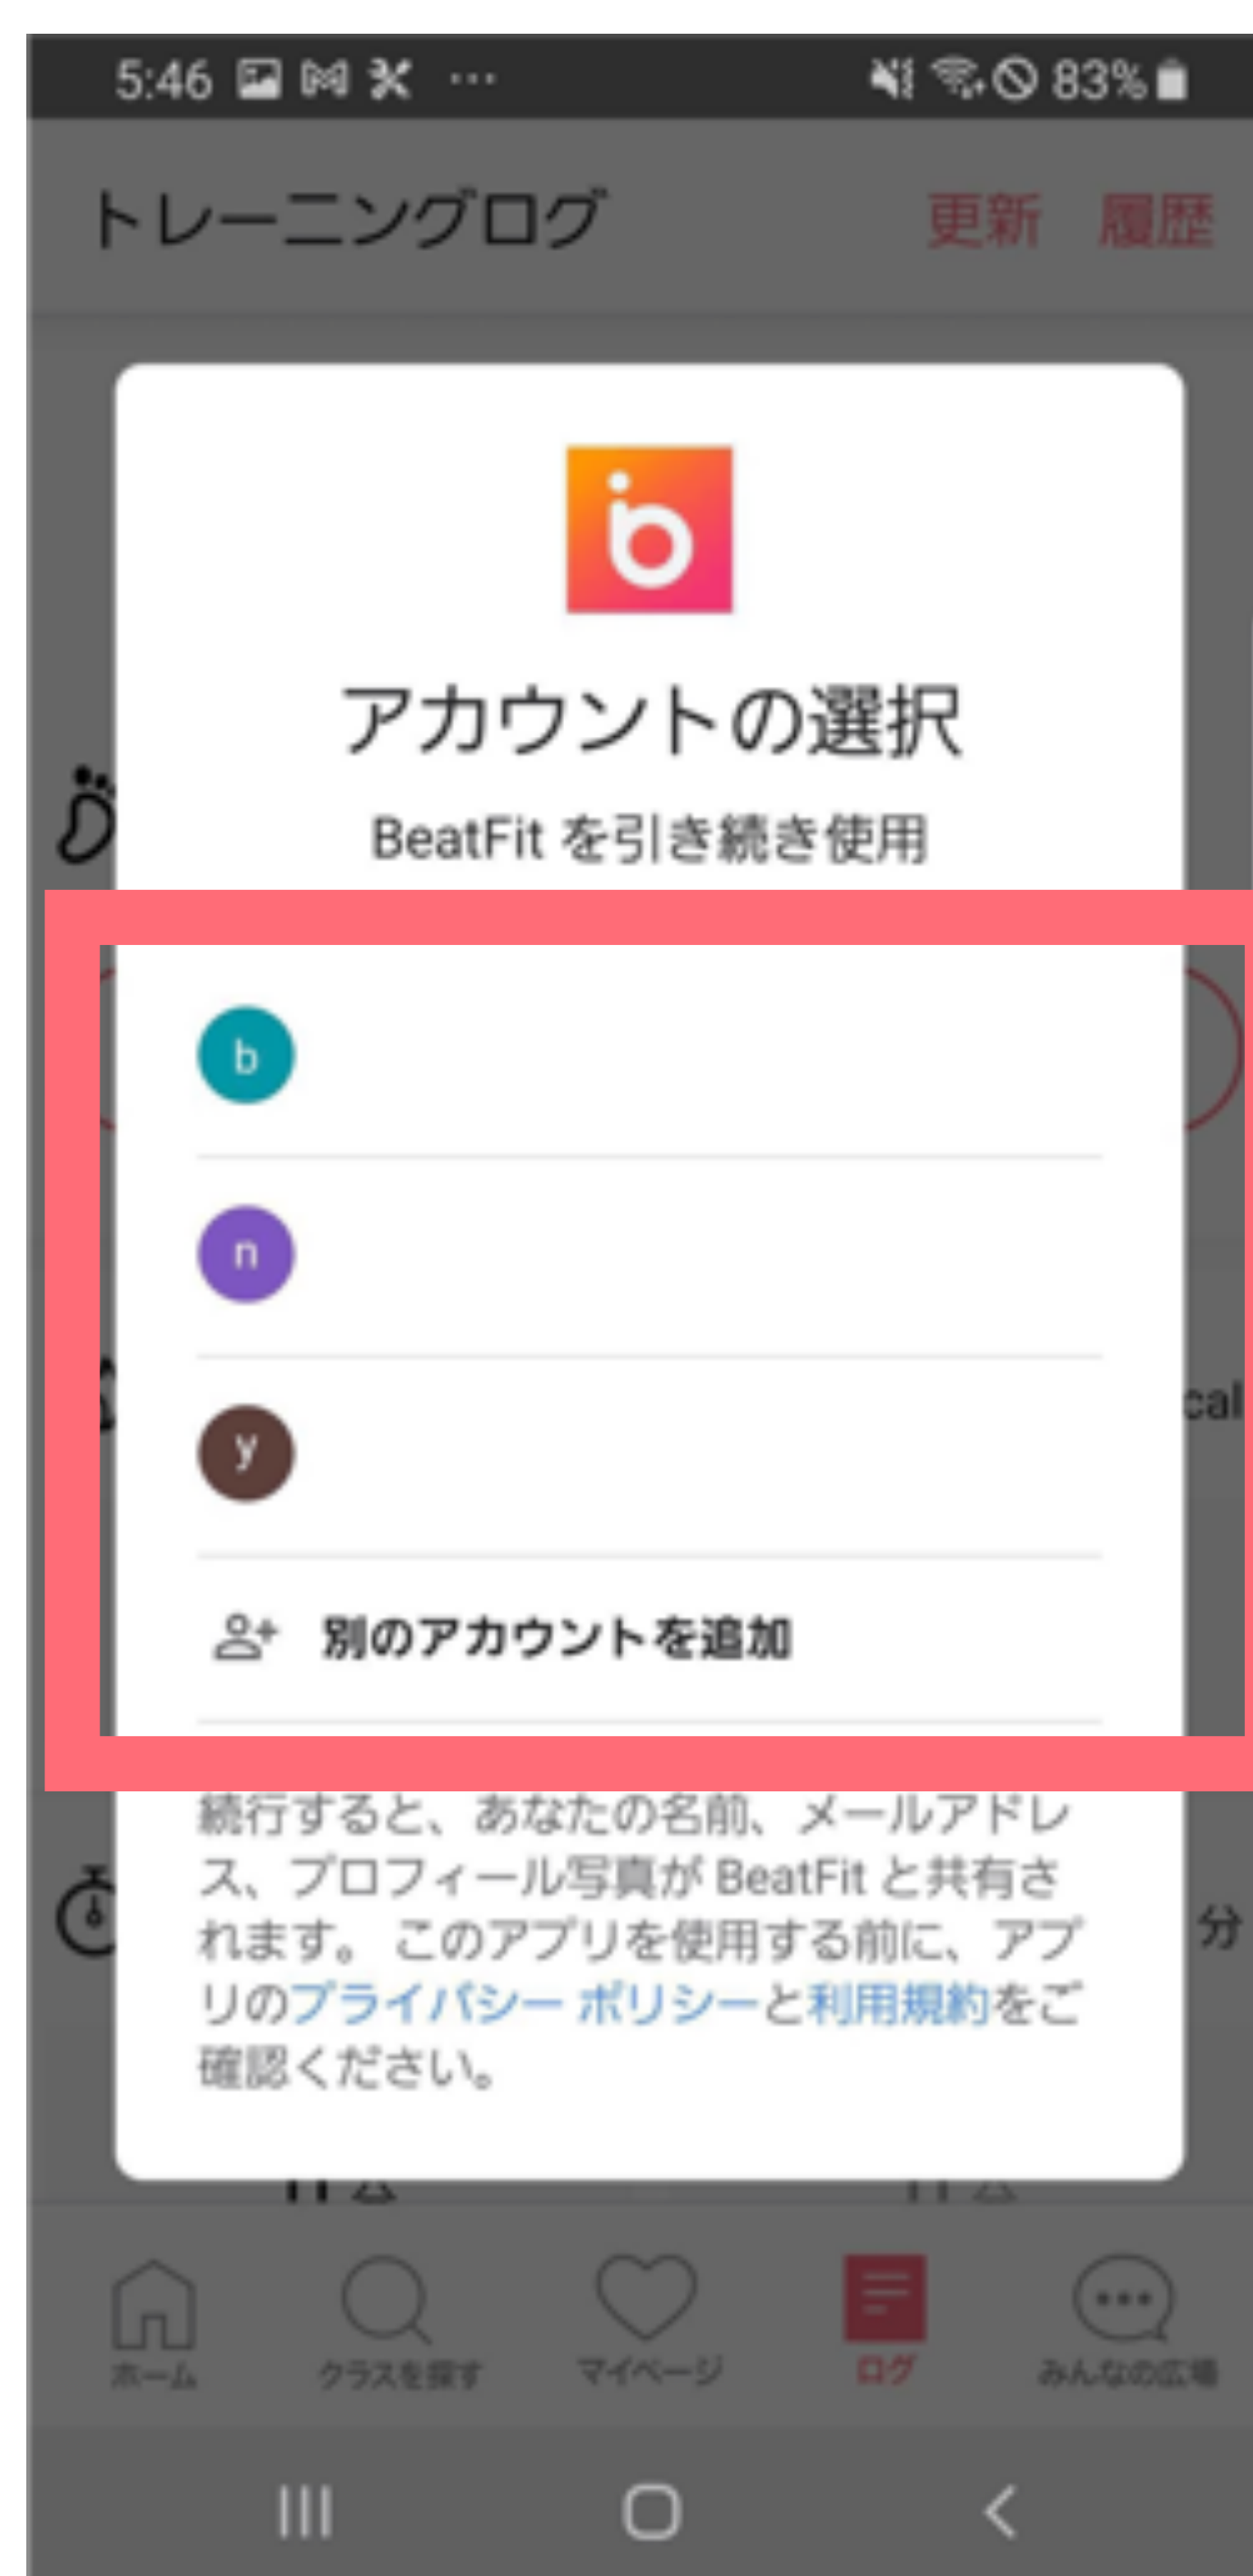 5:46 … 83%
トレーニングログ 更新 履歴
b
アカウントの選択
BeatFit を引き続き使用
b
n
cal
y
別のアカウントを追加
続行すると、あなたの名前、メールアドレ
ス、プロフィール写真が BeatFit と共有さ
れます。 このアプリを使用する前に、アプ
分
リのプライバシー ポリシーと利用規約をご
確認ください。
ホーム クラスを探す マイページ ログ みんなの広場